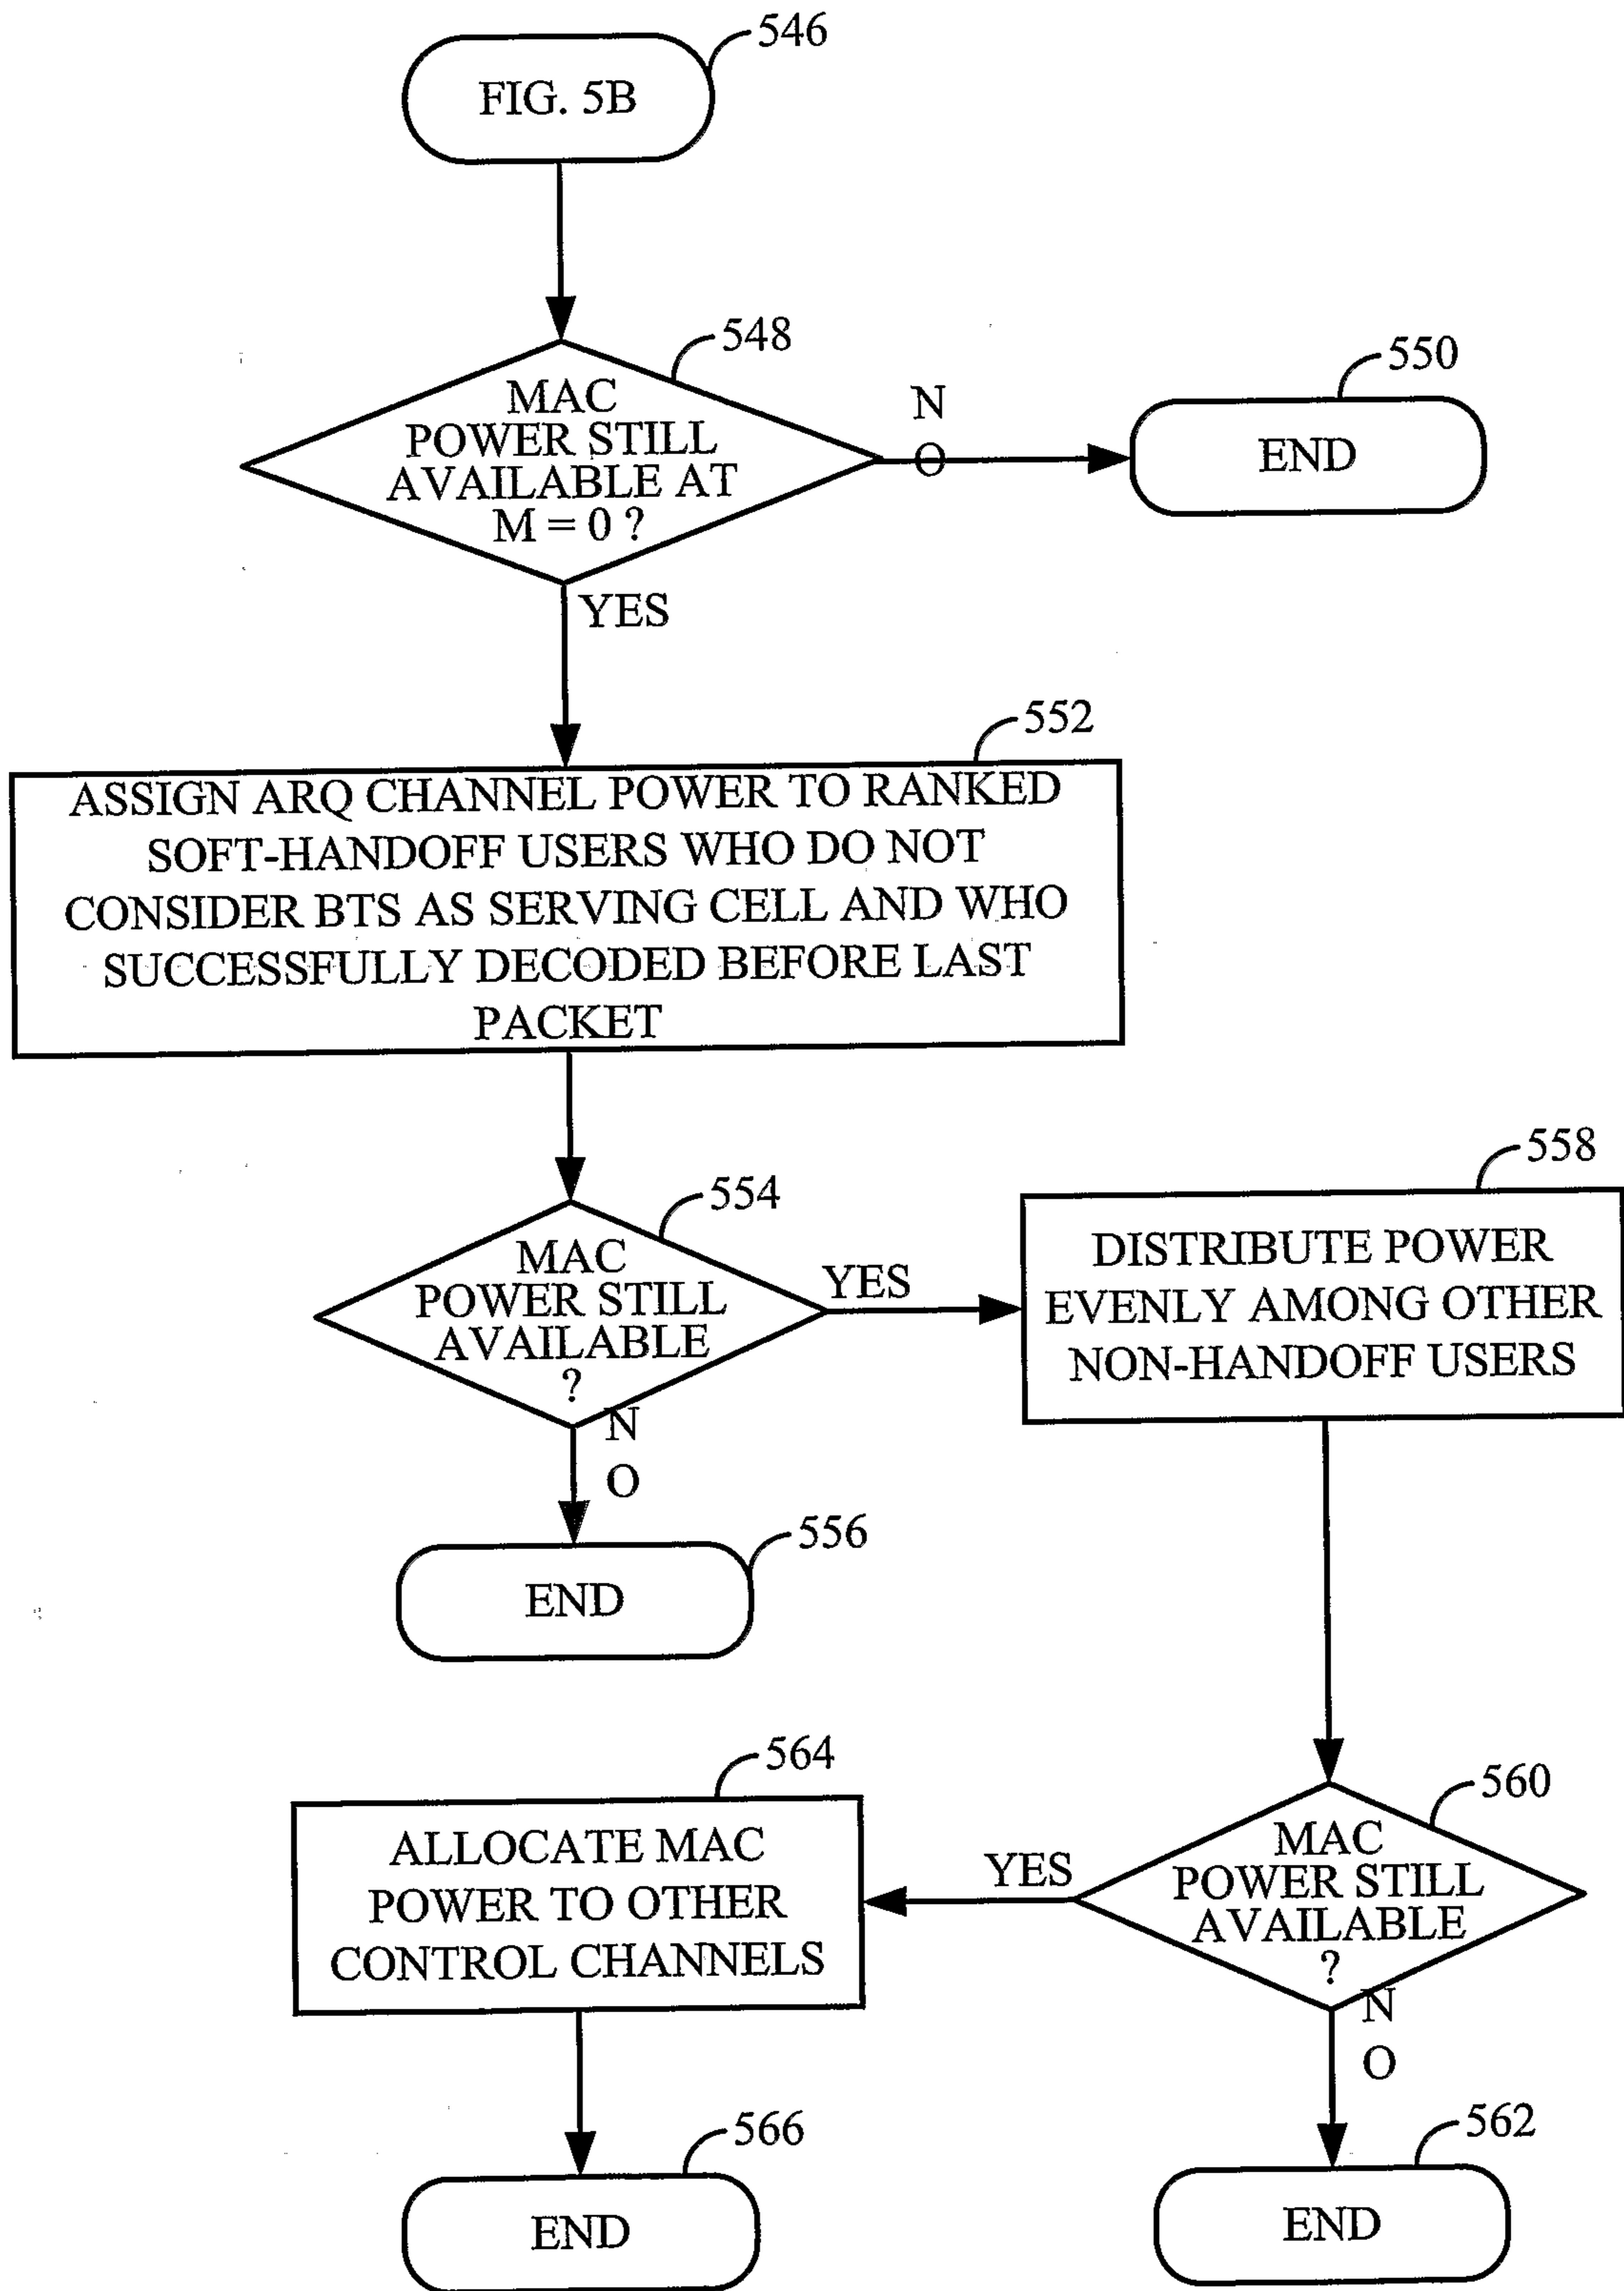 546
FIG. 5B
548
MAC
POWER STILL
AVAILABLE AT
M = 0 ?
N
O
550
END
YES
552
ASSIGN ARQ CHANNEL POWER TO RANKED
SOFT-HANDOFF USERS WHO DO NOT
CONSIDER BTS AS SERVING CELL AND WHO
SUCCESSFULLY DECODED BEFORE LAST
PACKET
554
MAC
POWER STILL
AVAILABLE
?
YES
558
DISTRIBUTE POWER
EVENLY AMONG OTHER
NON-HANDOFF USERS
N
O
556
END
560
MAC
POWER STILL
AVAILABLE
?
YES
564
ALLOCATE MAC
POWER TO OTHER
CONTROL CHANNELS
N
O
566
END
562
END